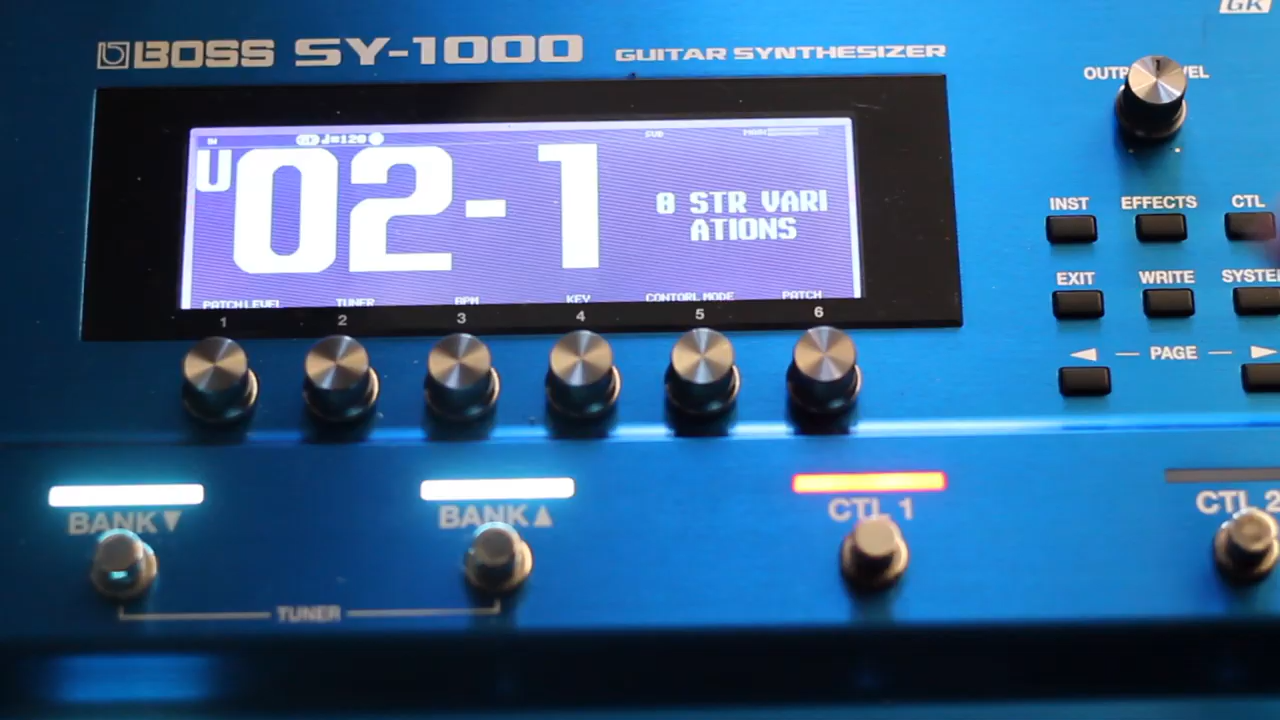 GK
BOSS SY-1000 GUITAR SYNTHESIZER
OUTPUT LEVEL
♩=120 SUB
U02-1
8 STR VARI
ATIONS
PATCH LEVEL TUNER BPM KEY CONTORL MODE PATCH
1 2 3 4 5 6
INST EFFECTS CTL
EXIT WRITE SYSTEM
◀ PAGE ▶
BANK▼ BANK▲ CTL 1 CTL 2
TUNER